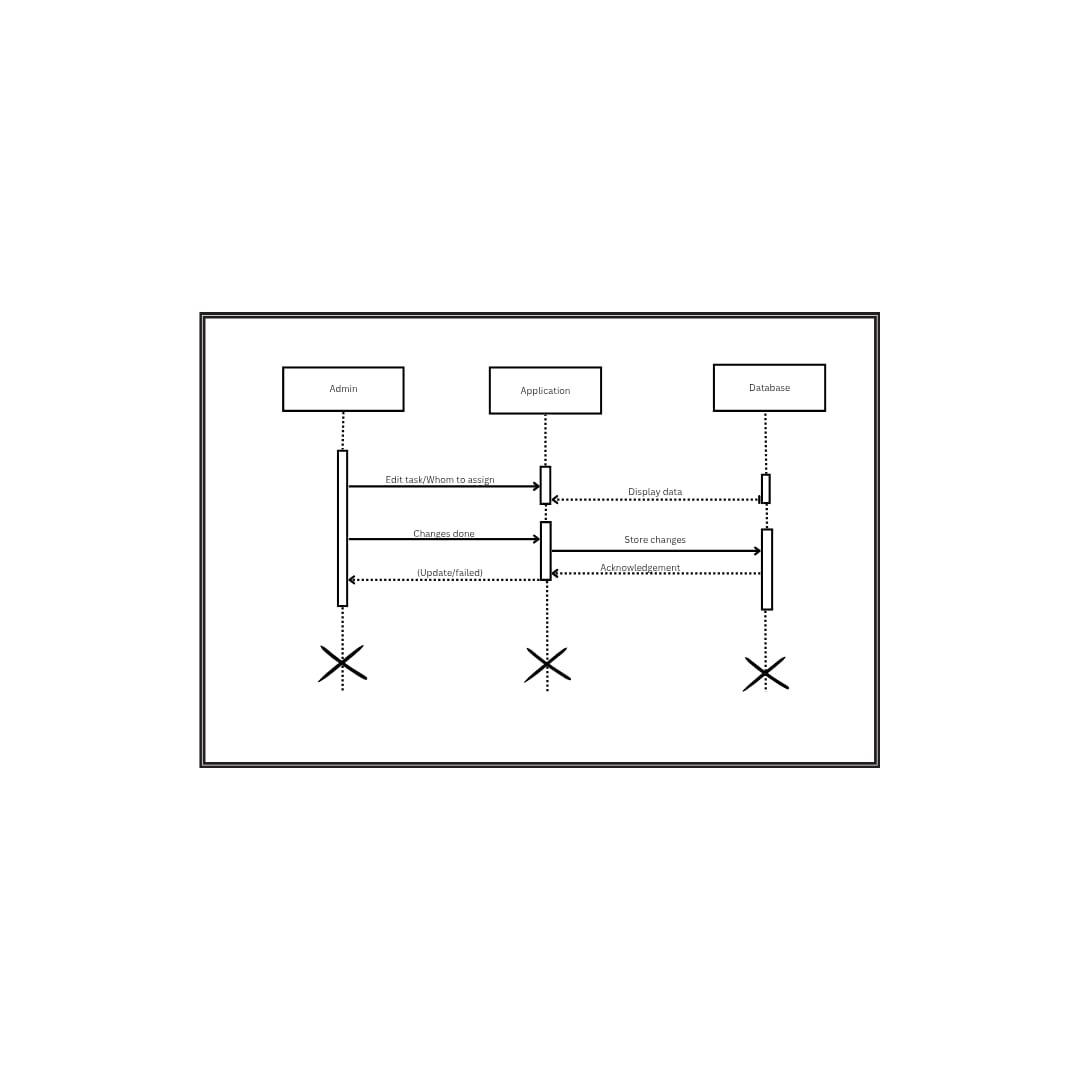 Admin
Application
Database
Edit task/Whom to assign
Display data
Changes done
Store changes
Acknowledgement
(Update/failed)